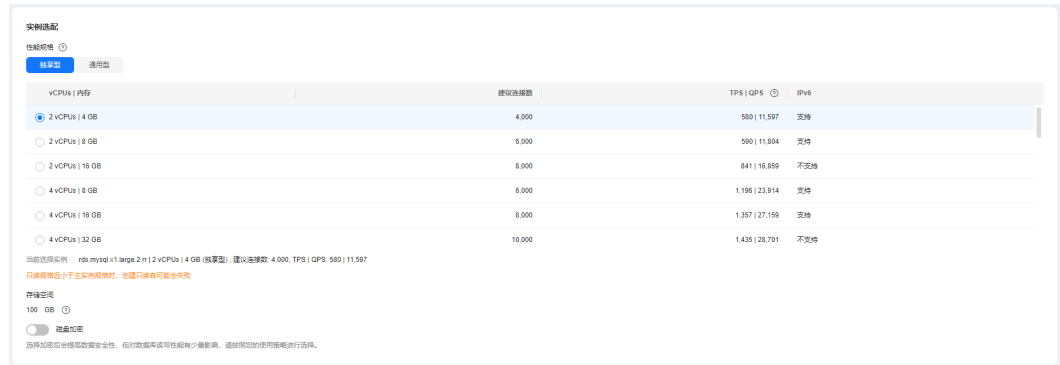 实例选配
性能规格 ?
独享型 通用型
vCPUs | 内存 建议连接数 TPS | QPS ? IPv6
2 vCPUs | 4 GB 4,000 580 | 11,597 支持
2 vCPUs | 8 GB 6,000 590 | 11,804 支持
2 vCPUs | 16 GB 8,000 841 | 16,859 不支持
4 vCPUs | 8 GB 6,000 1,196 | 23,914 支持
4 vCPUs | 16 GB 8,000 1,357 | 27,159 支持
4 vCPUs | 32 GB 10,000 1,435 | 28,701 不支持
当前选择实例 rds.mysql.x1.large.2.rr | 2 vCPUs | 4 GB (独享型) , 建议连接数: 4,000, TPS | QPS: 580 | 11,597
只读规格远小于主实例规格时，创建只读有可能会失败
存储空间
100 GB ?
磁盘加密
选择加密后会提高数据安全性，但对数据库读写性能有少量影响，请按照您的使用策略进行选择。